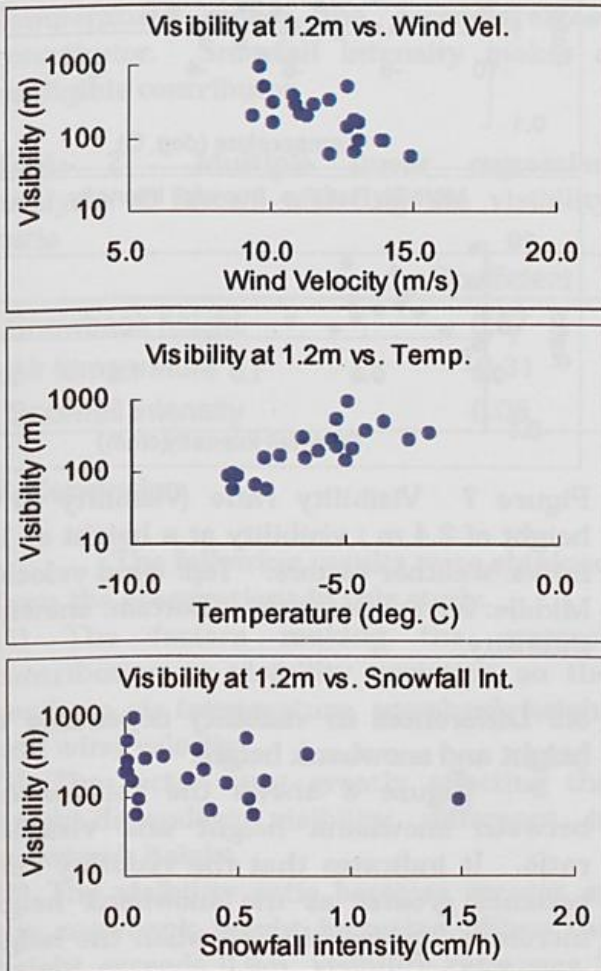 Visibility at 1.2m vs. Wind Vel.
1000
100
10
Visibility (m)
5.0 10.0 15.0 20.0
Wind Velocity (m/s)
Visibility at 1.2m vs. Temp.
1000
100
10
Visibility (m)
-10.0 -5.0 0.0
Temperature (deg. C)
Visibility at 1.2m vs. Snowfall Int.
1000
100
10
Visibility (m)
0.0 0.5 1.0 1.5 2.0
Snowfall intensity (cm/h)